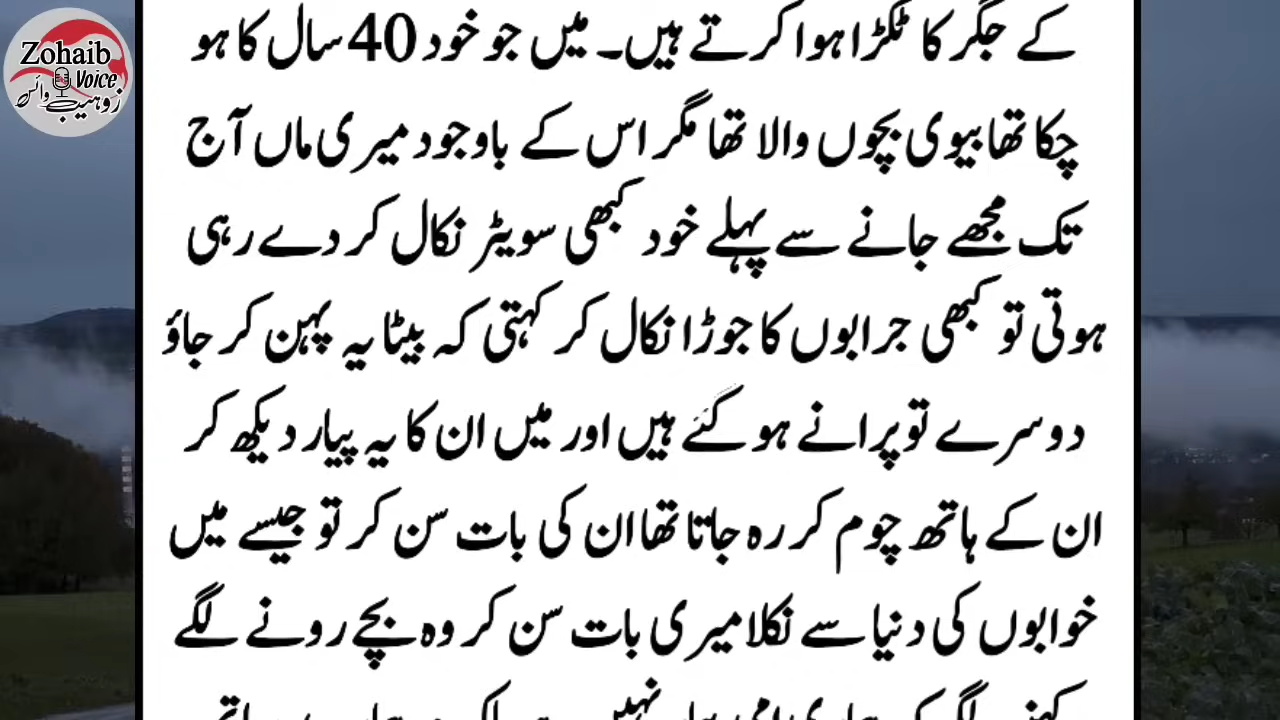 Zohaib
Voice
زوہیب وائس
کے جگر کا ٹکڑا ہوا کرتے ہیں۔ میں جو خود 40 سال کا ہو
چکا تھا بیوی بچوں والا تھا مگر اس کے باوجود میری ماں آج
تک مجھے جانے سے پہلے خود کبھی سویٹر نکال کر دے رہی
ہوتی تو کبھی جرابوں کا جوڑا نکال کر کہتی کہ بیٹا یہ پہن کر جاؤ
دوسرے تو پرانے ہو گئے ہیں اور میں ان کا یہ پیار دیکھ کر
ان کے ہاتھ چوم کر رہ جاتا تھا ان کی بات سن کر تو جیسے میں
خوابوں کی دنیا سے نکلا میری بات سن کر وہ بچے رونے لگے